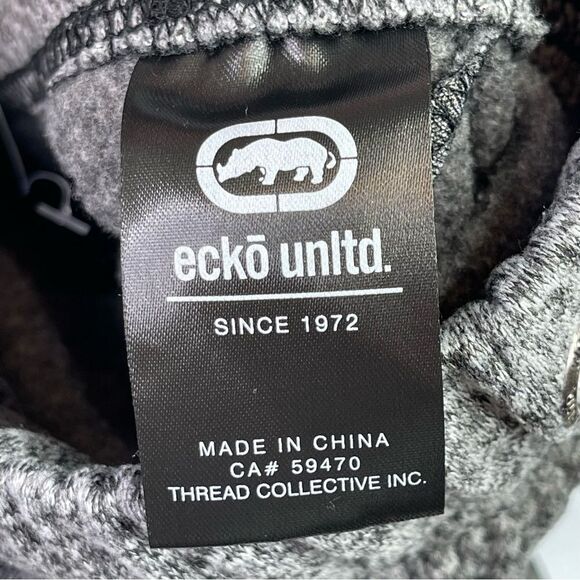 eckō unltd.
SINCE 1972
MADE IN CHINA
CA# 59470
THREAD COLLECTIVE INC.